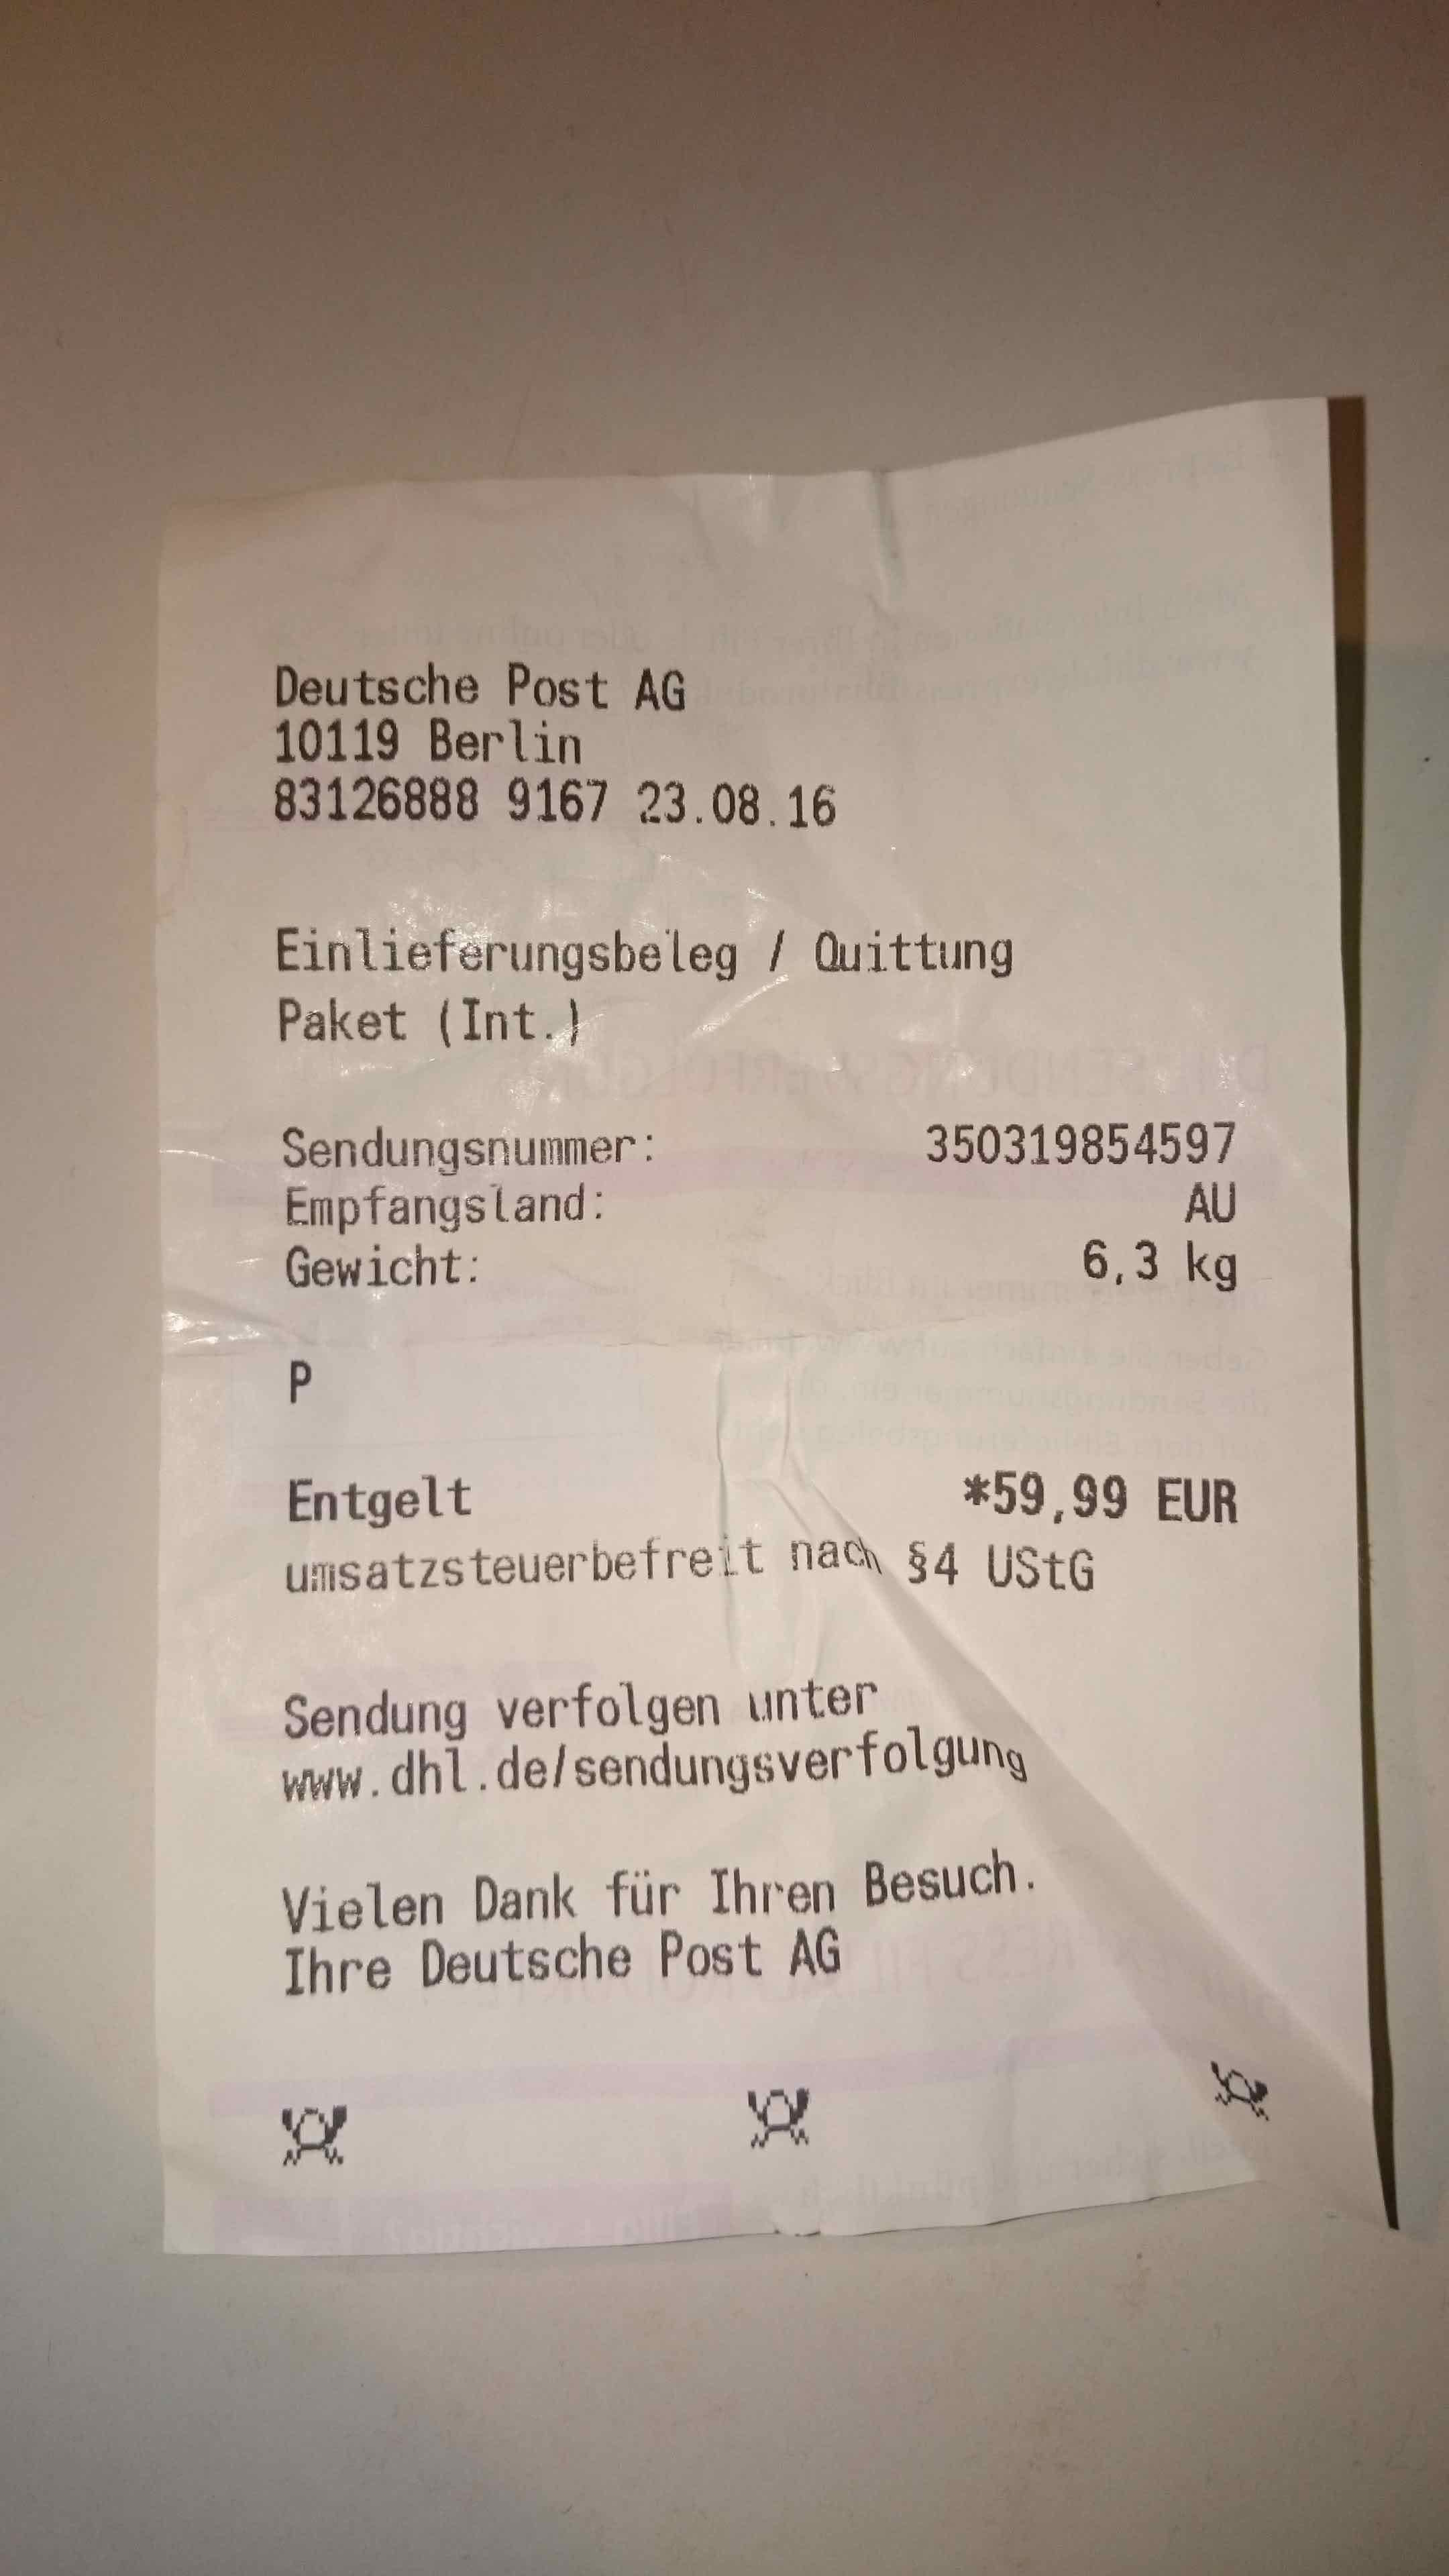 Deutsche Post AG
10119 Berlin
83126888 9167 23.08.16
Einlieferungsbeleg / Quittung
Paket (Int.)
Sendungsnummer: 350319854597
Empfangsland: AU
Gewicht: 6,3 kg
P
Entgelt *59,99 EUR
umsatzsteuerbefreit nach §4 UStG
Sendung verfolgen unter
www.dhl.de/sendungsverfolgung
Vielen Dank für Ihren Besuch.
Ihre Deutsche Post AG